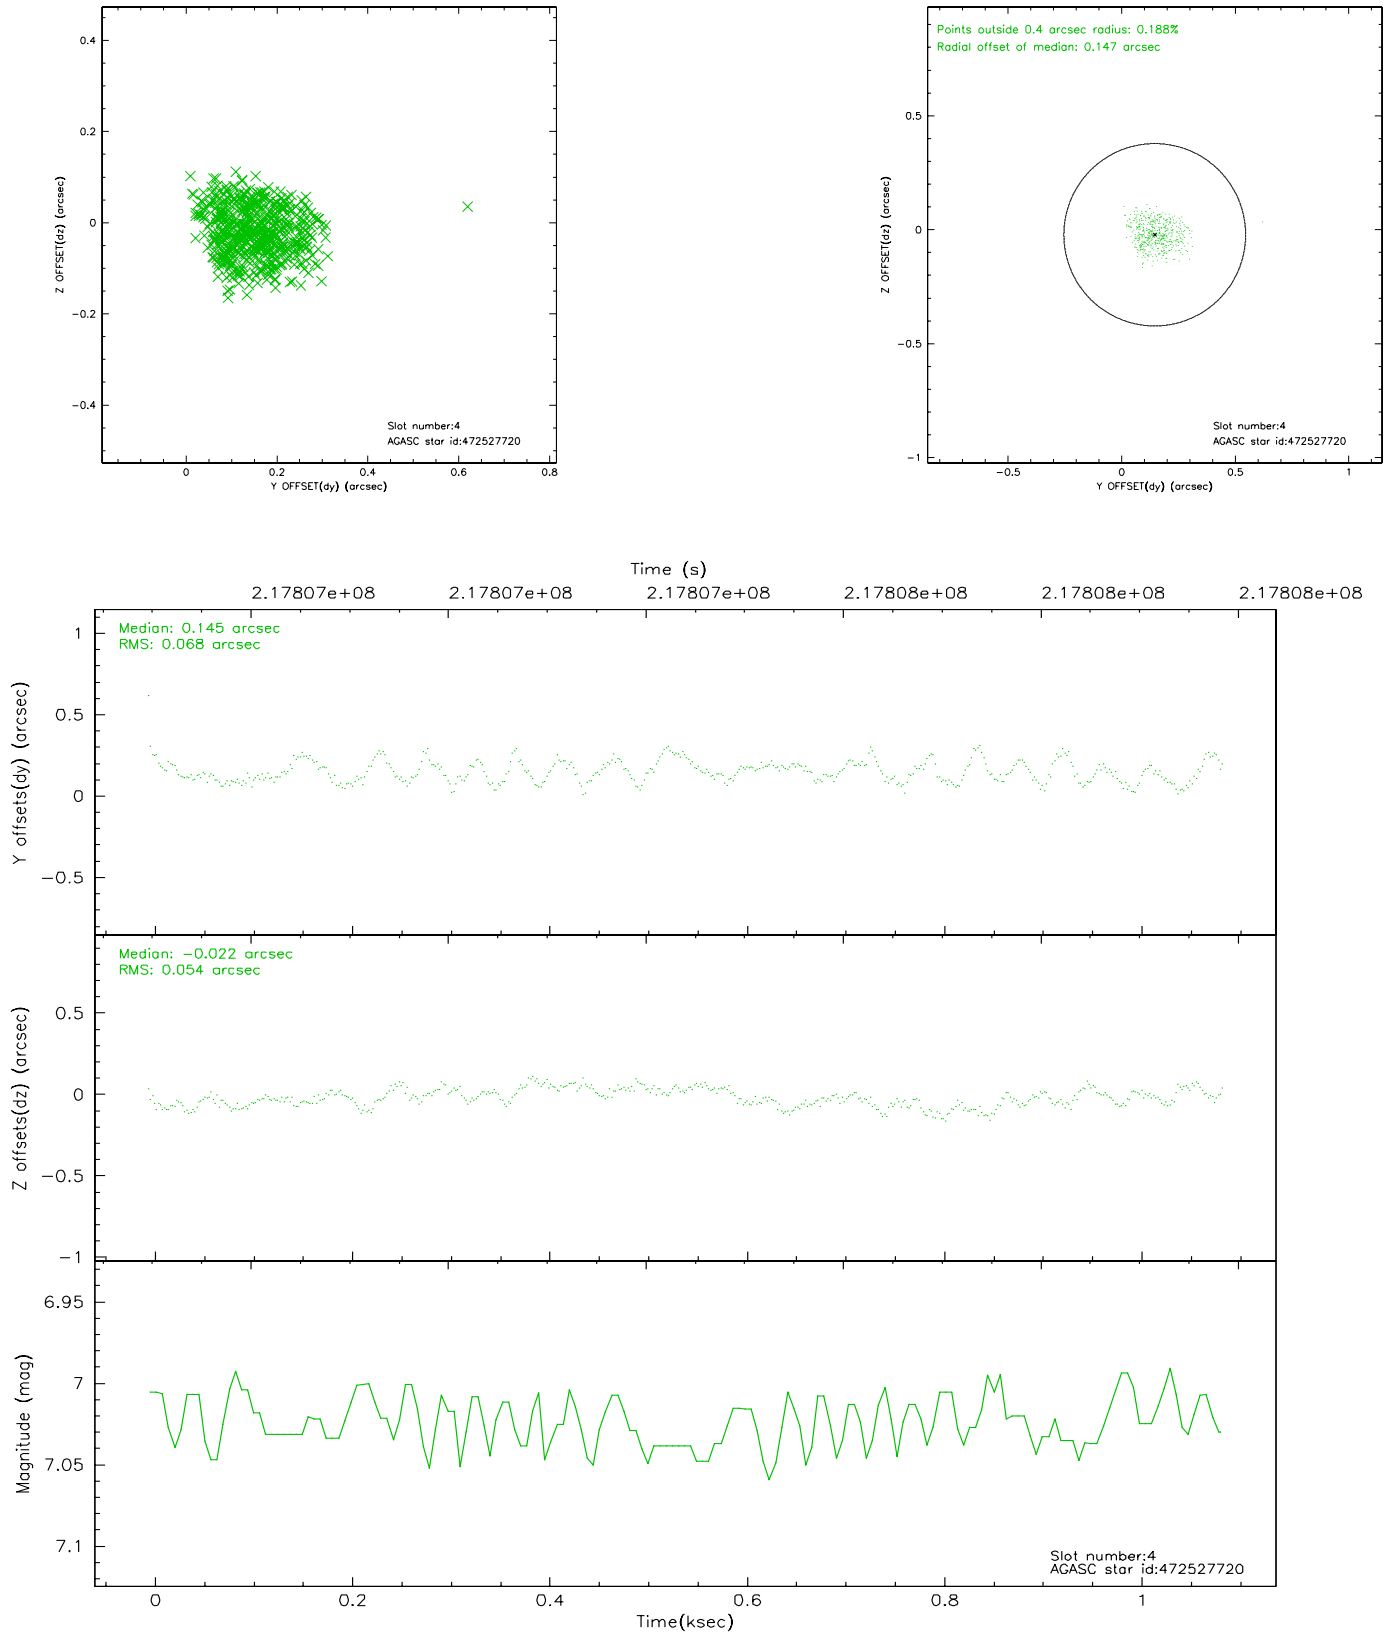 0.4
0.2
0
−0.2
−0.4
Z OFFSET(dz) (arcsec)
Slot number:4
AGASC star id:472527720
0 0.2 0.4 0.6 0.8
Y OFFSET(dy) (arcsec)
Points outside 0.4 arcsec radius: 0.188%
Radial offset of median: 0.147 arcsec
0.5
0
−0.5
−1
Z OFFSET(dz) (arcsec)
Slot number:4
AGASC star id:472527720
−0.5 0 0.5 1
Y OFFSET(dy) (arcsec)
Time (s)
2.17807e+08 2.17807e+08 2.17807e+08 2.17808e+08 2.17808e+08 2.17808e+08
Median: 0.145 arcsec
RMS: 0.068 arcsec
1
0.5
0
−0.5
Y offsets(dy) (arcsec)
Median: −0.022 arcsec
RMS: 0.054 arcsec
0.5
0
−0.5
−1
Z offsets(dz) (arcsec)
6.95
7
7.05
7.1
Magnitude (mag)
Slot number:4
AGASC star id:472527720
0 0.2 0.4 0.6 0.8 1
Time(ksec)